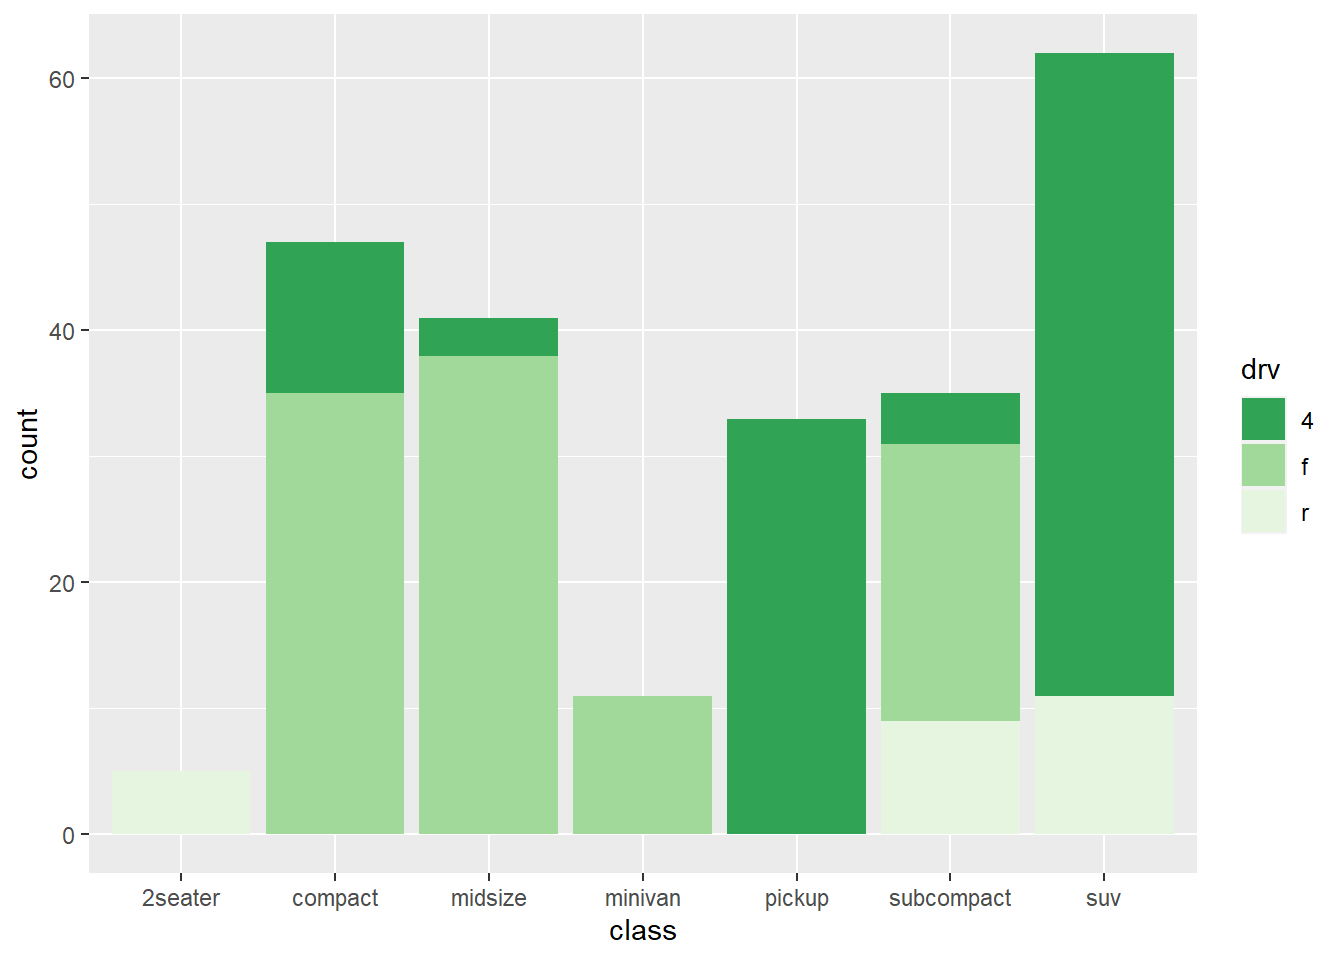 60
40
20
0
count
2seater compact midsize minivan pickup subcompact suv
class
drv
4
f
r